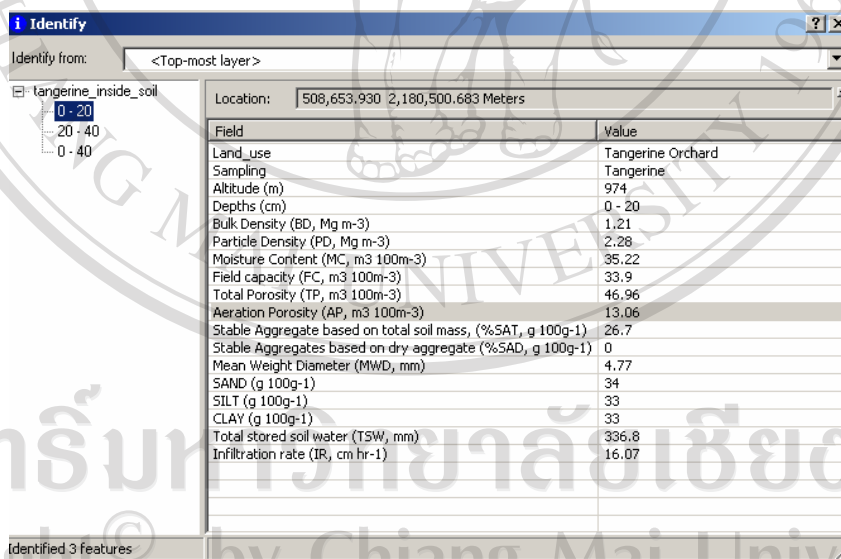 Identify
Identify from: <Top-most layer>
tangerine_inside_soil
0 - 20
20 - 40
0 - 40
Location: 508,653.930 2,180,500.683 Meters
Field Value
Land_use Tangerine Orchard
Sampling Tangerine
Altitude (m) 974
Depths (cm) 0 - 20
Bulk Density (BD, Mg m-3) 1.21
Particle Density (PD, Mg m-3) 2.28
Moisture Content (MC, m3 100m-3) 35.22
Field capacity (FC, m3 100m-3) 33.9
Total Porosity (TP, m3 100m-3) 46.96
Aeration Porosity (AP, m3 100m-3) 13.06
Stable Aggregate based on total soil mass, (%SAT, g 100g-1) 26.7
Stable Aggregates based on dry aggregate (%SAD, g 100g-1) 0
Mean Weight Diameter (MWD, mm) 4.77
SAND (g 100g-1) 34
SILT (g 100g-1) 33
CLAY (g 100g-1) 33
Total stored soil water (TSW, mm) 336.8
Infiltration rate (IR, cm hr-1) 16.07
Identified 3 features
MAI UNIVERSITY
by Chiang Mai